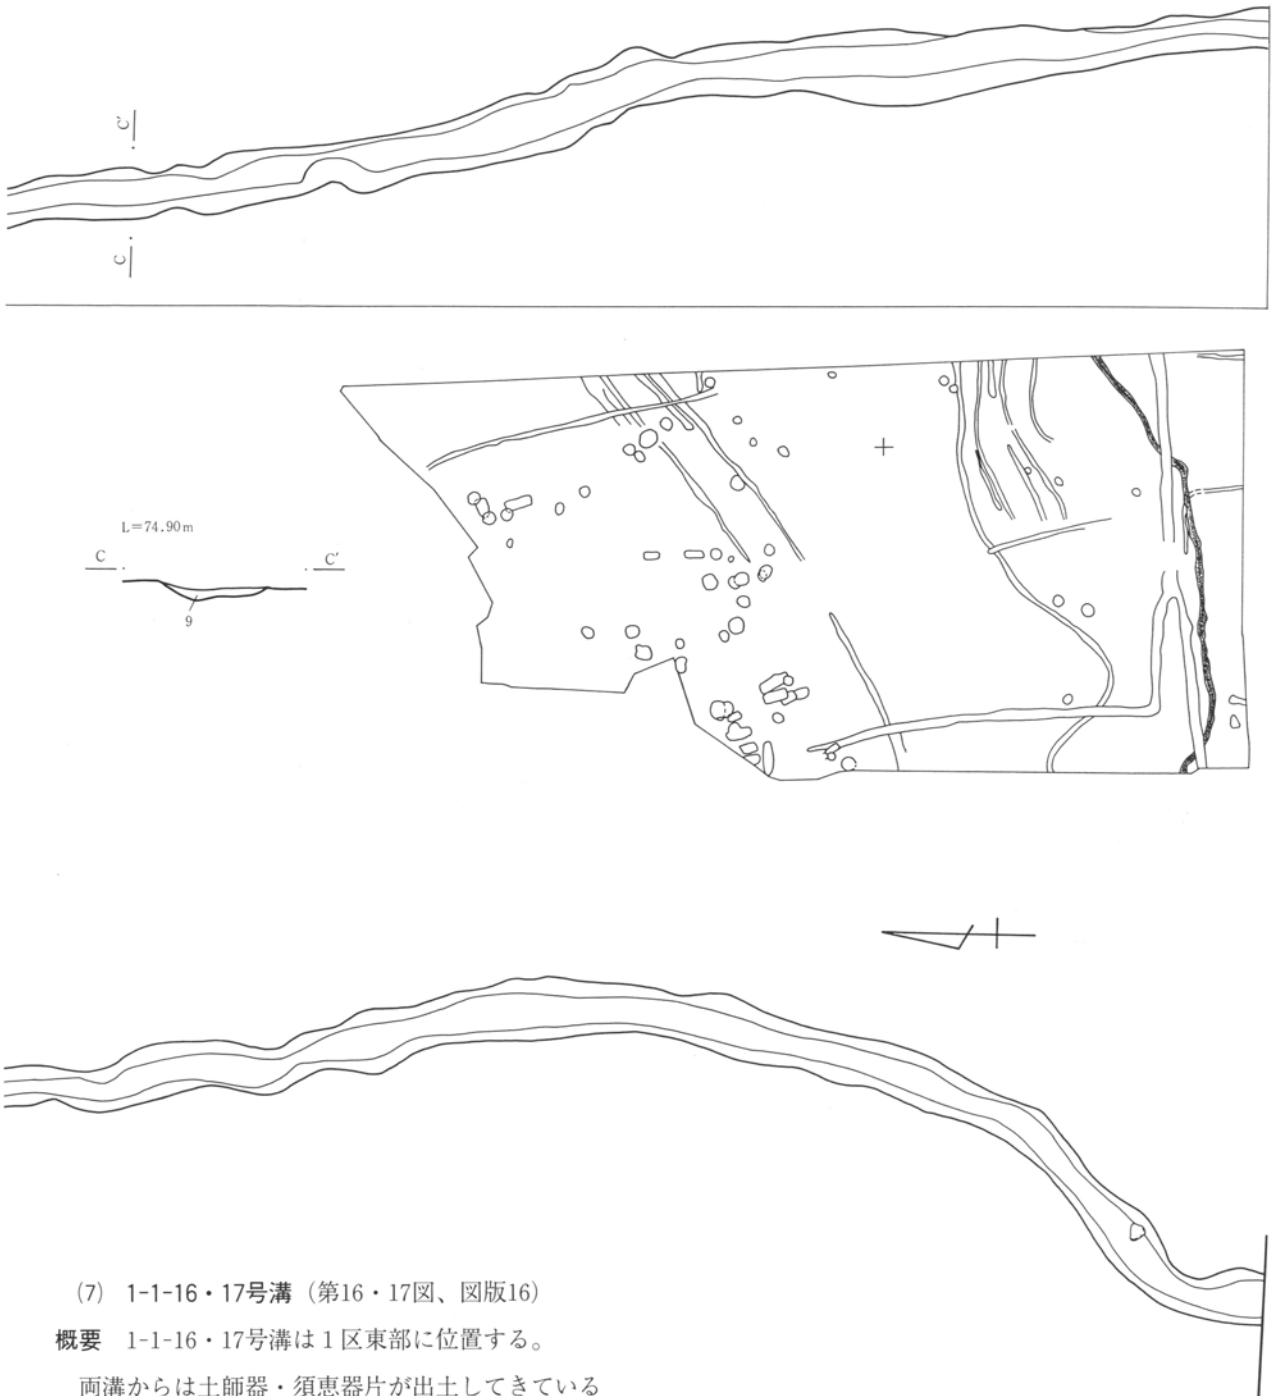 C'
C
L=74.90m
C
C'
9
(7) 1-1-16・17号溝（第16・17図、図版16）
概要 1-1-16・17号溝は1区東部に位置する。
両溝からは土師器・須恵器片が出土してきている